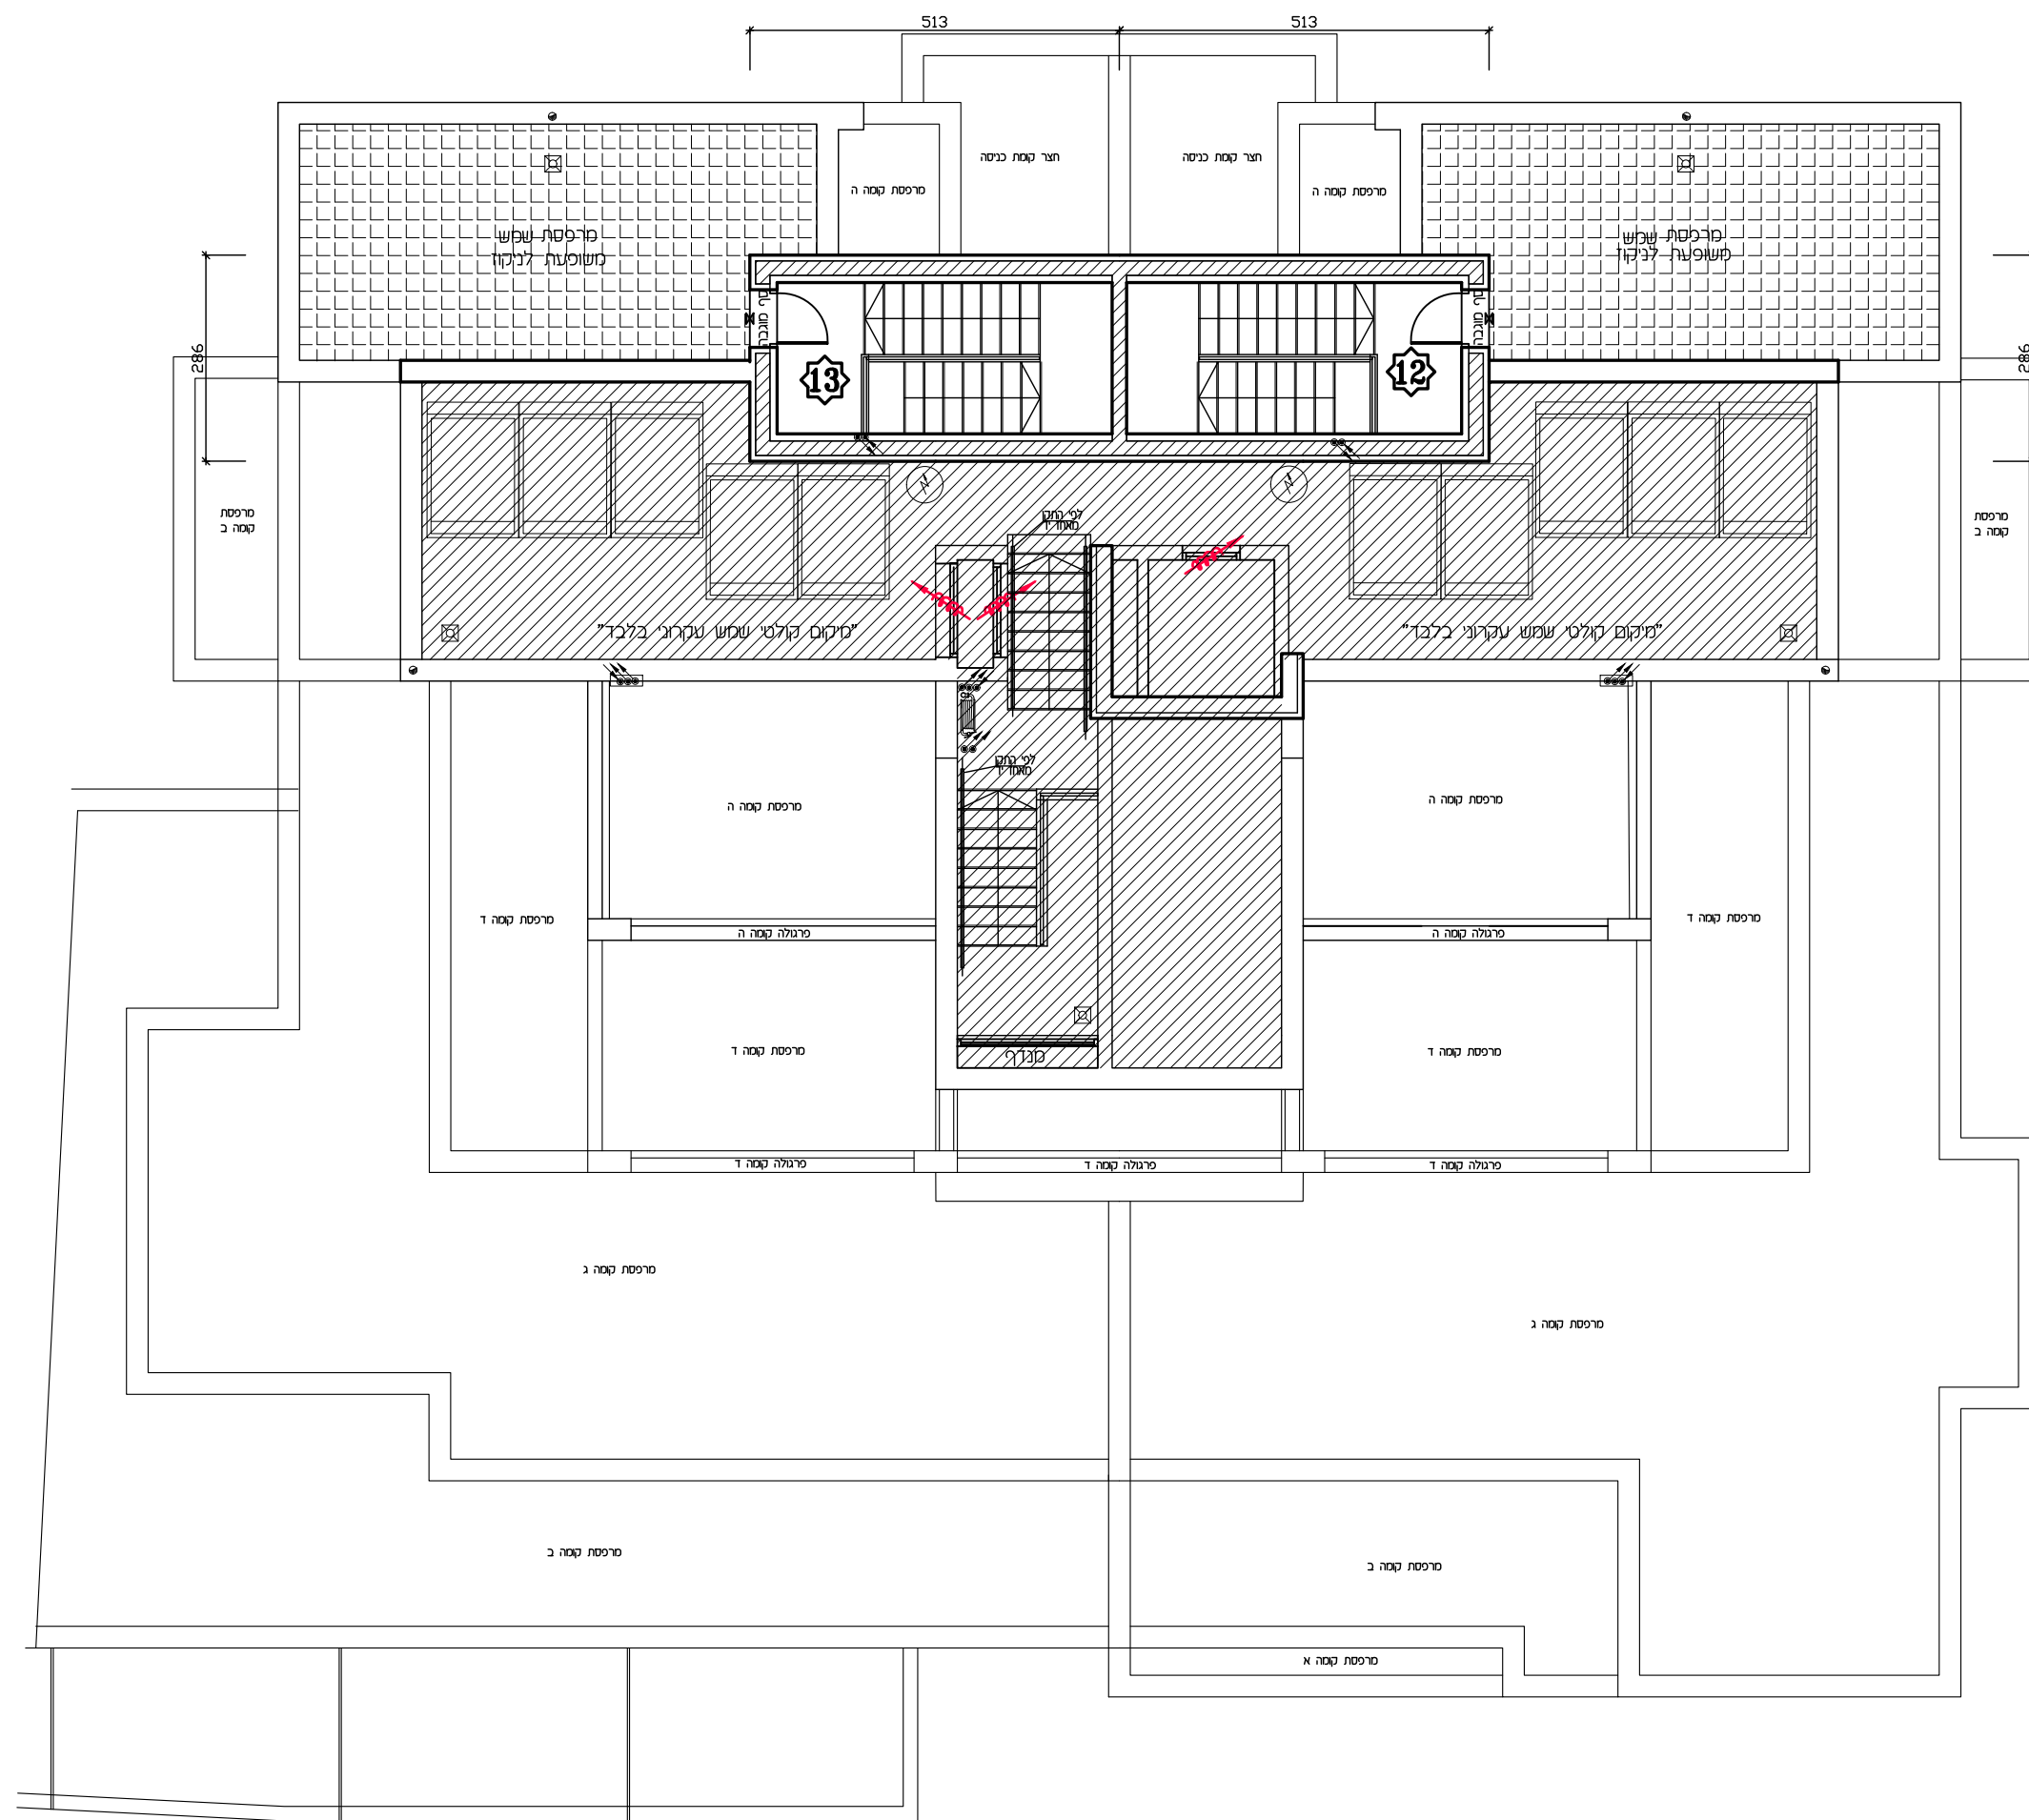 513
513
חצר קומת כניסה
חצר קומת כניסה
מרפסת קומה ה
מרפסת קומה ה
מרפסת שמש
משופעת לניקוז
מרפסת שמש
משופעת לניקוז
סף מוגבה
סף מוגבה
286
286
13
12
מרפסת
קומה ב
מרפסת
קומה ב
לפי התקן
מאחז יד
"מיקום קולטי שמש עקרוני בלבד"
"מיקום קולטי שמש עקרוני בלבד"
לפי התקן
מאחז יד
מרפסת קומה ה
מרפסת קומה ה
מרפסת קומה ד
מרפסת קומה ד
פרגולה קומה ה
פרגולה קומה ה
מרפסת קומה ד
מרפסת קומה ד
מנדף
פרגולה קומה ד
פרגולה קומה ד
פרגולה קומה ד
מרפסת קומה ג
מרפסת קומה ג
מרפסת קומה ב
מרפסת קומה ב
מרפסת קומה א